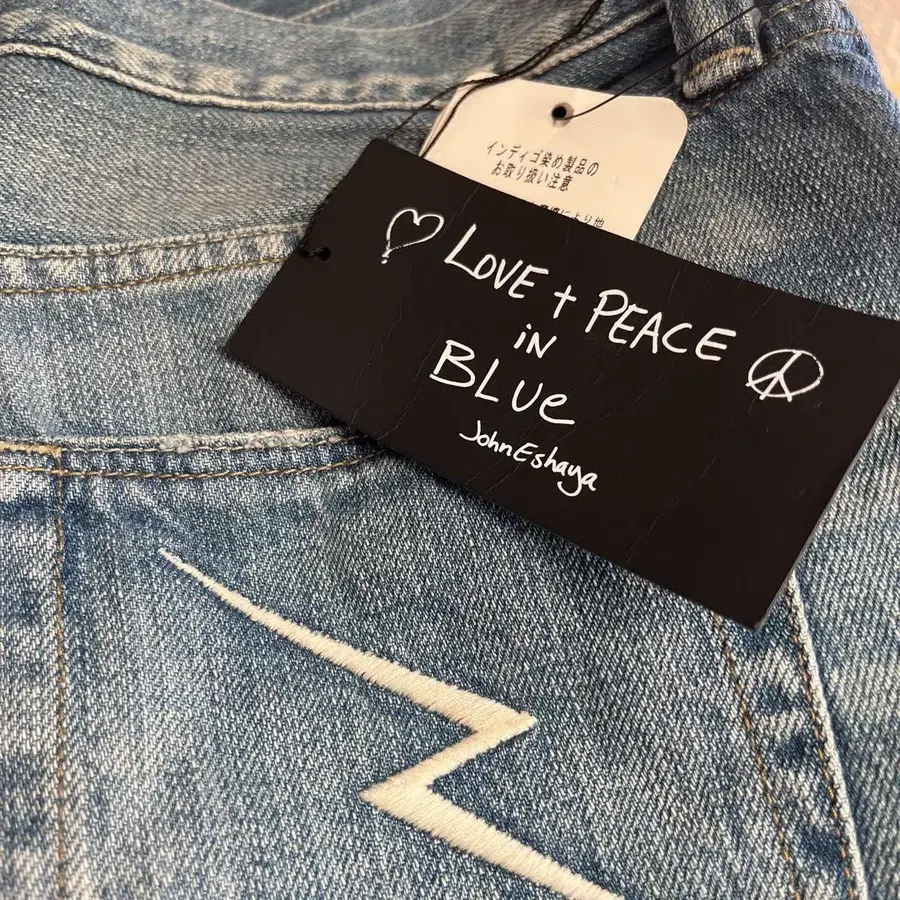 インディゴ染め製品の
お取り扱い注意
LOVE + PEACE
iN
BLUe
JohnEshaya